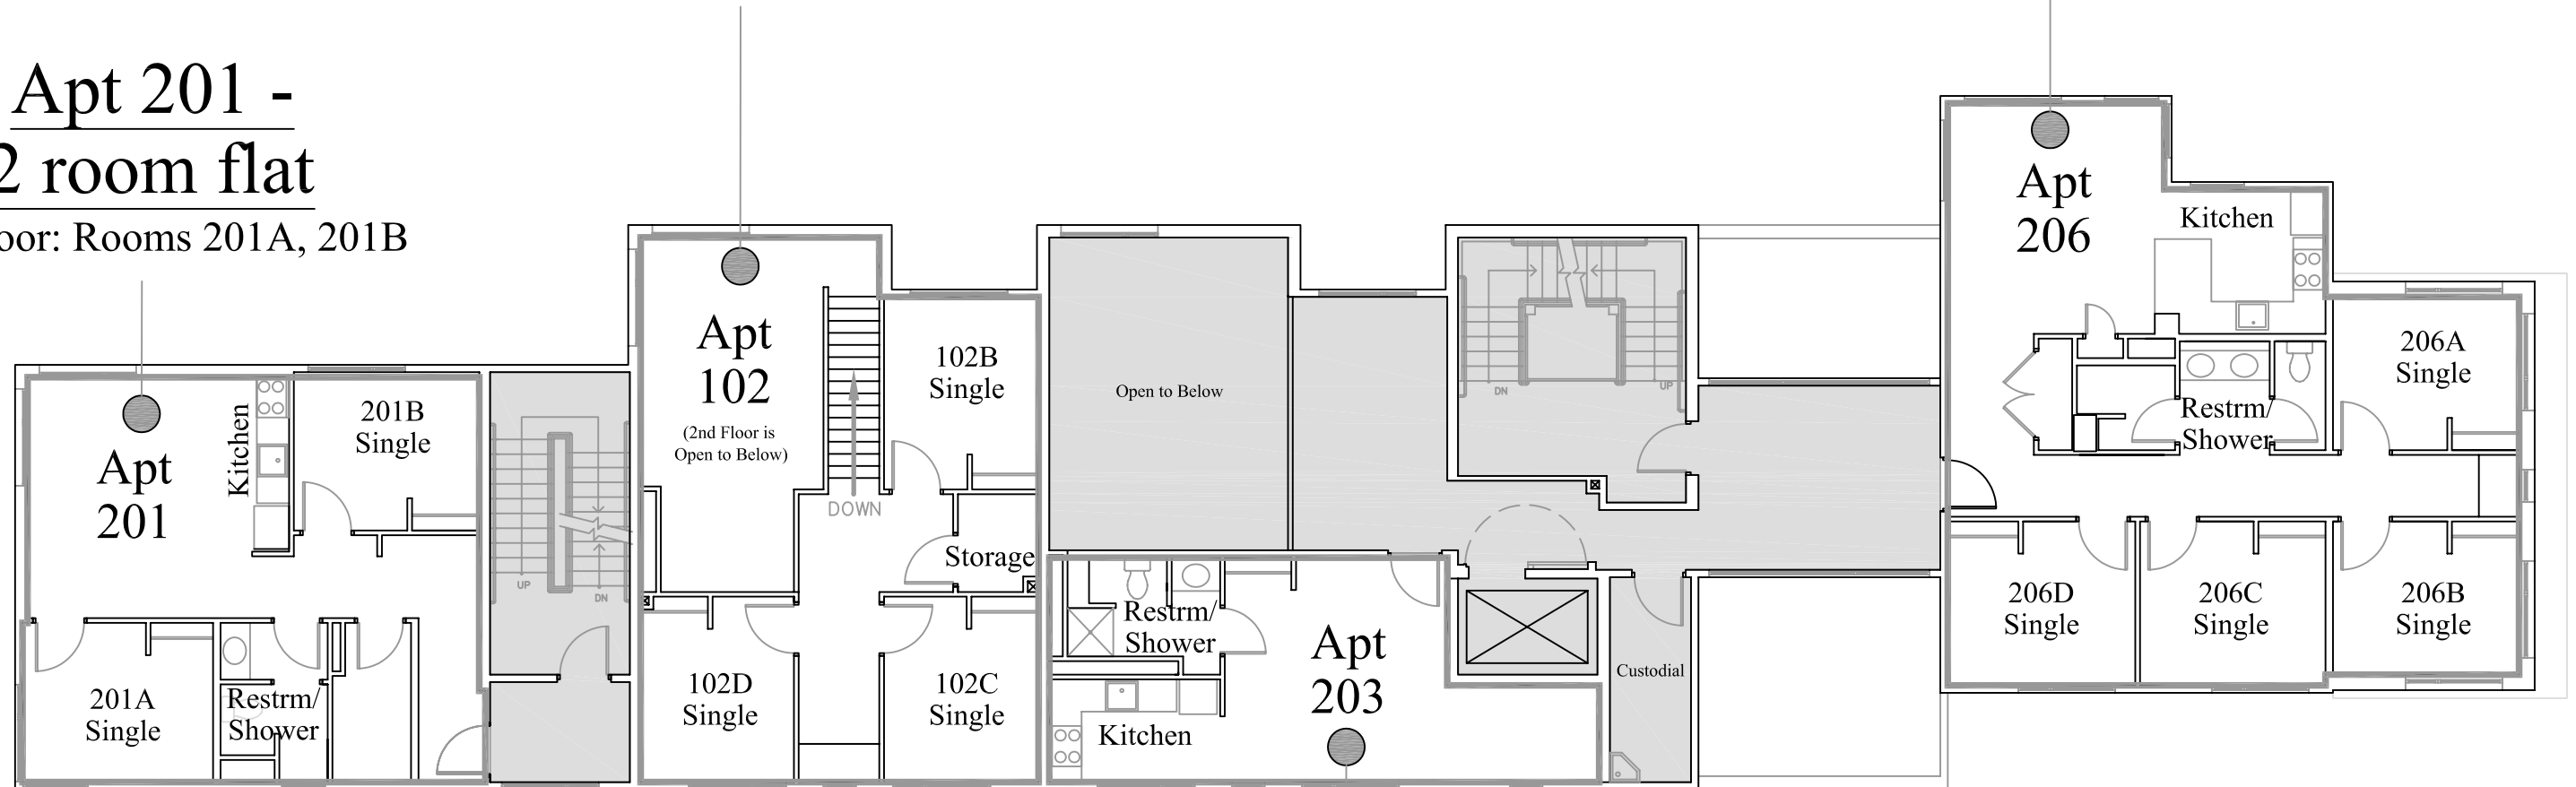 Apt 201 -
2 room flat
oor: Rooms 201A, 201B
Apt
201
Kitchen
201B
Single
201A
Single
Restrm/
Shower
UP
DN
Apt
102
(2nd Floor is
Open to Below)
DOWN
102B
Single
Storage
102D
Single
102C
Single
Open to Below
Restrm/
Shower
Kitchen
Apt
203
DN
UP
Custodial
Apt
206
Kitchen
Restrm/
Shower
206A
Single
206D
Single
206C
Single
206B
Single